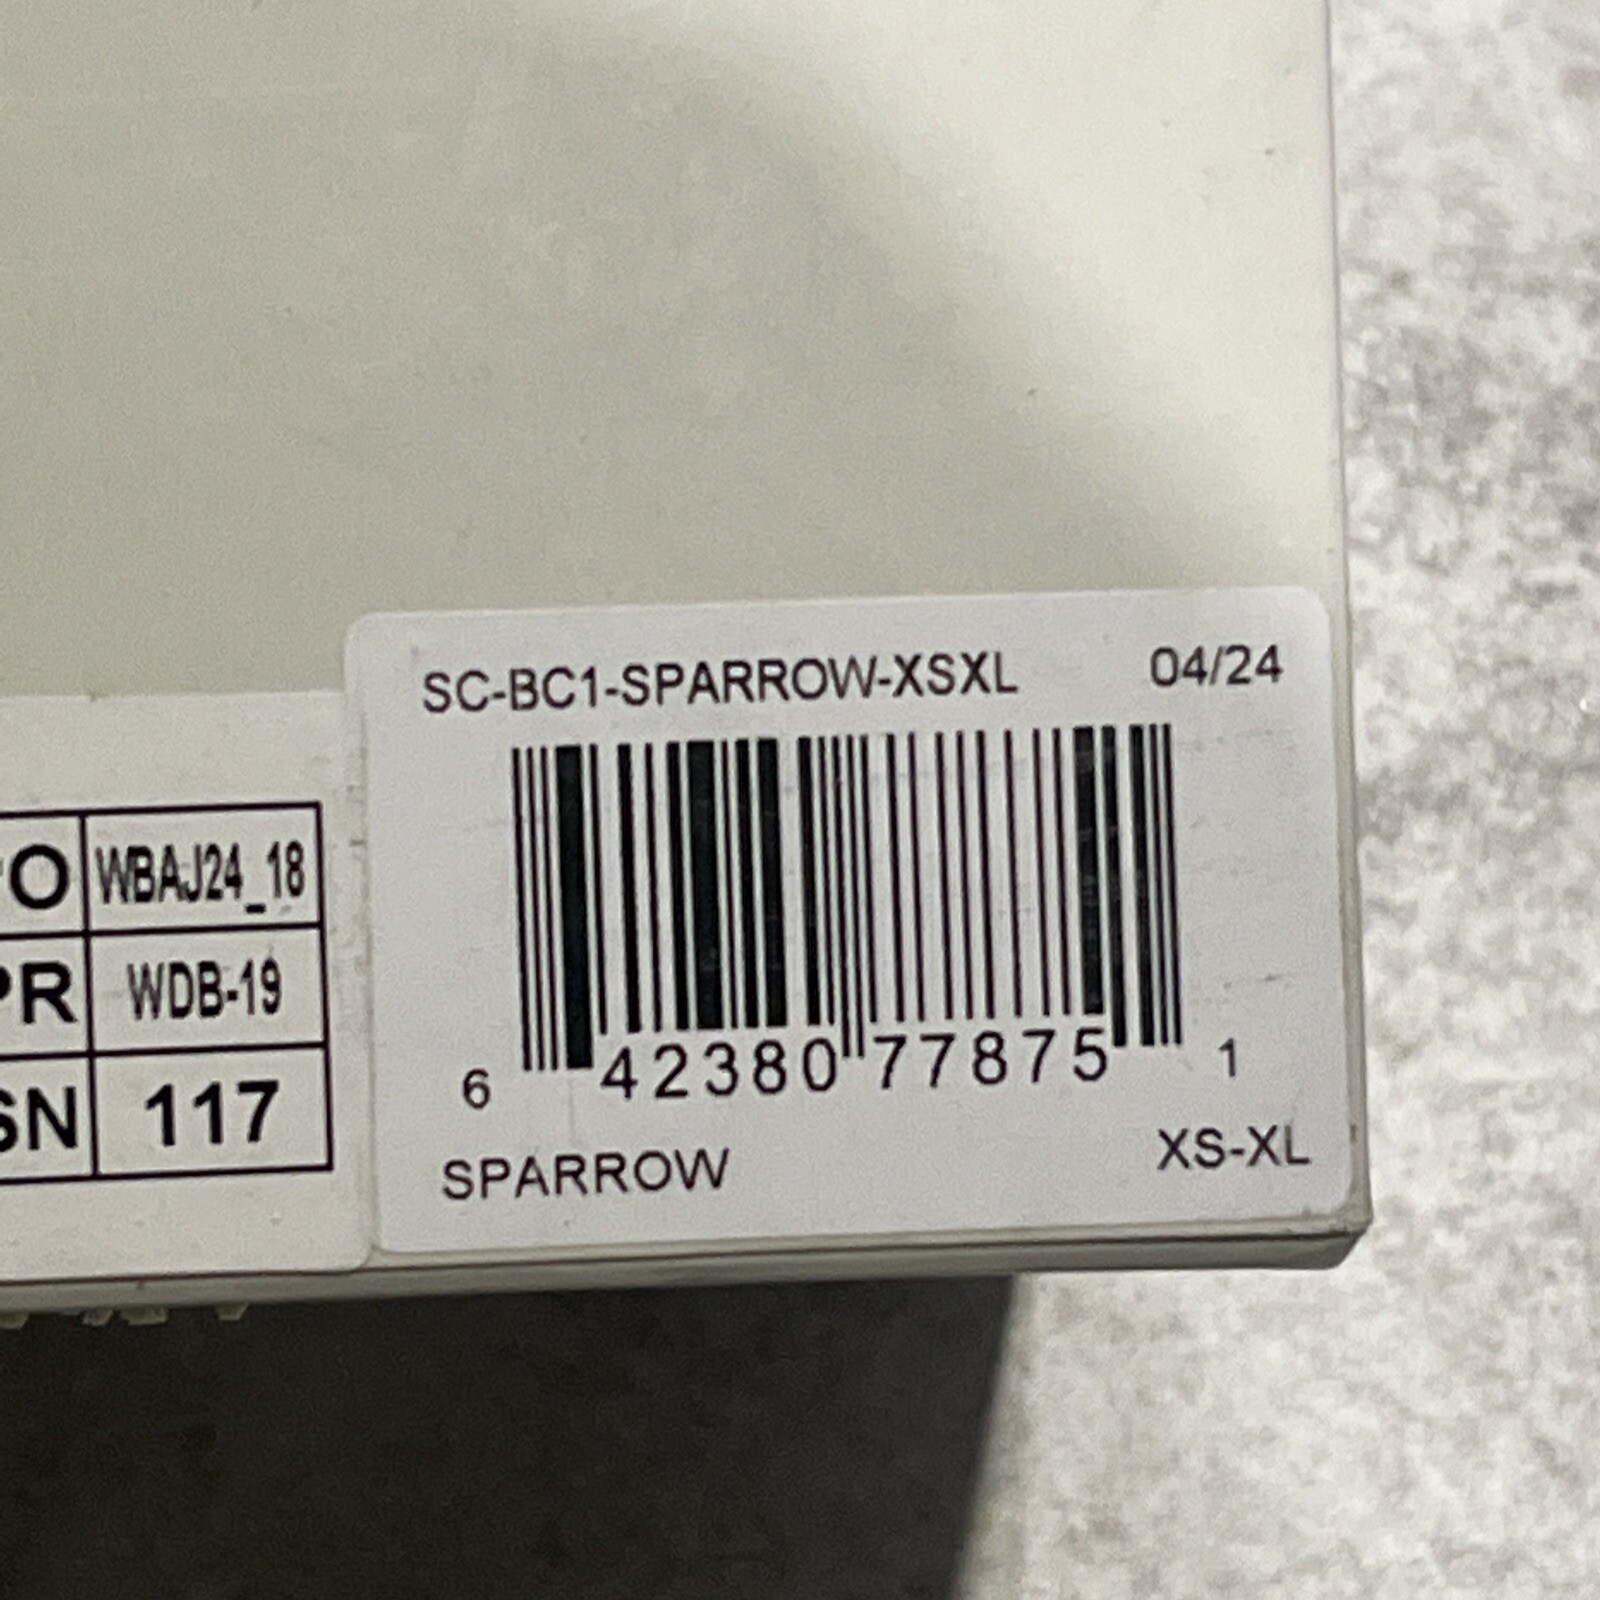 SC-BC1-SPARROW-XSXL 04/24
6 42380 77875 1
SPARROW XS-XL
O WBAJ24_18
PR WDB-19
SN 117